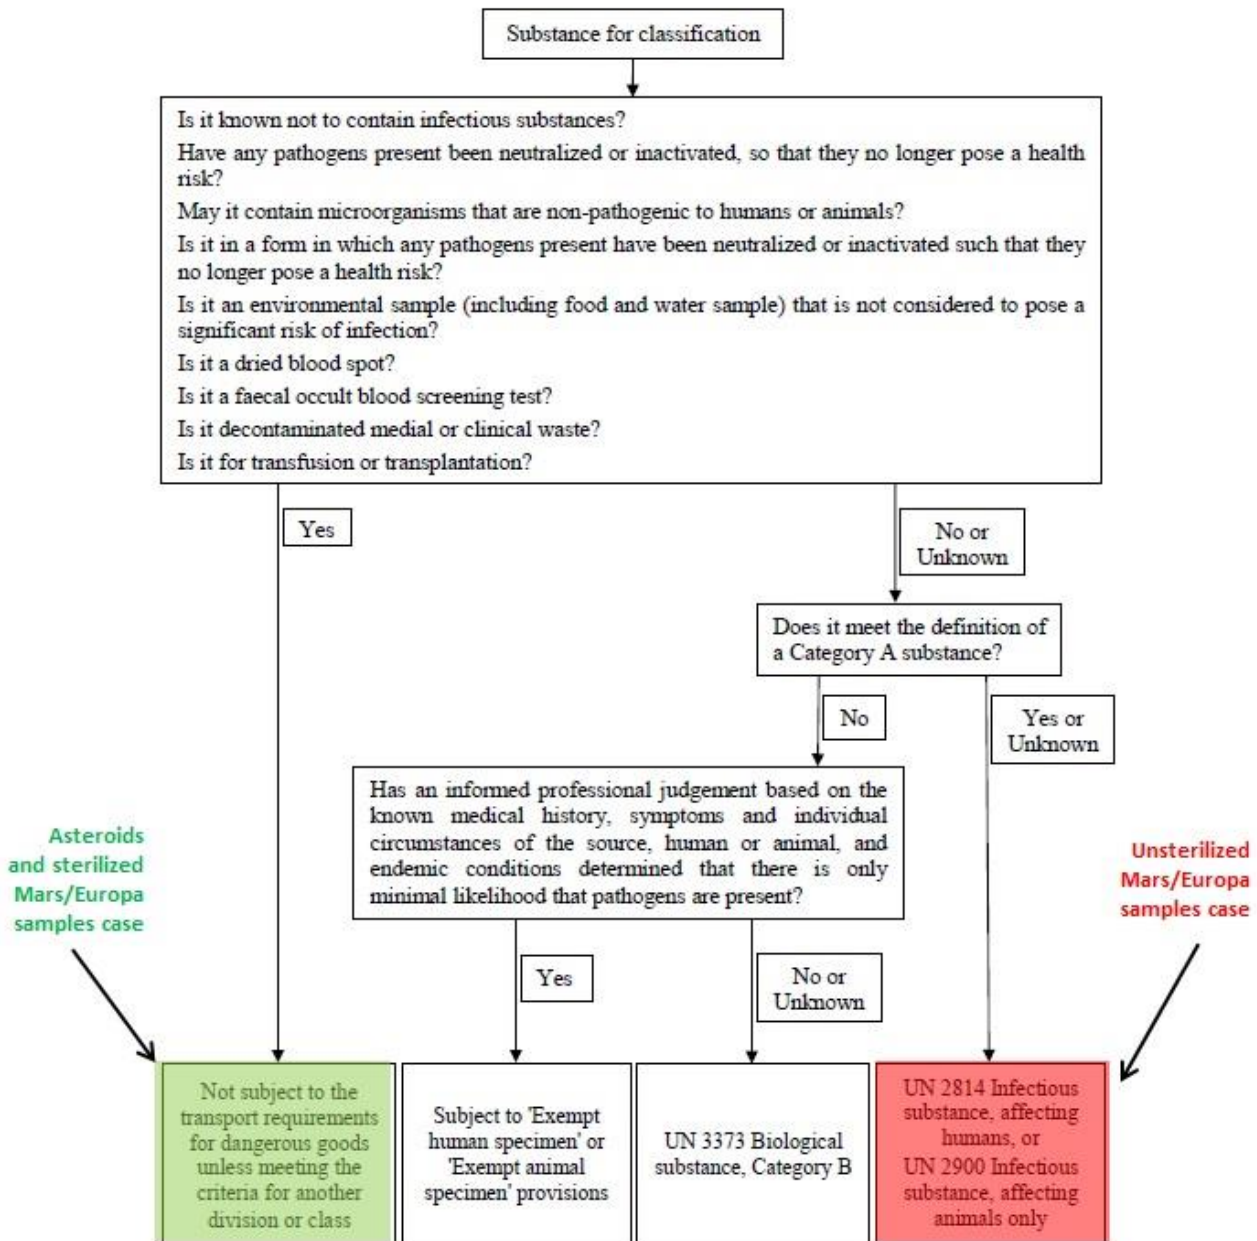 Substance for classification
Is it known not to contain infectious substances?
Have any pathogens present been neutralized or inactivated, so that they no longer pose a health
risk?
May it contain microorganisms that are non-pathogenic to humans or animals?
Is it in a form in which any pathogens present have been neutralized or inactivated such that they
no longer pose a health risk?
Is it an environmental sample (including food and water sample) that is not considered to pose a
significant risk of infection?
Is it a dried blood spot?
Is it a faecal occult blood screening test?
Is it decontaminated medial or clinical waste?
Is it for transfusion or transplantation?
Yes
No or
Unknown
Does it meet the definition of
a Category A substance?
No
Yes or
Unknown
Has an informed professional judgement based on the
known medical history, symptoms and individual
circumstances of the source, human or animal, and
endemic conditions determined that there is only
minimal likelihood that pathogens are present?
Asteroids
and sterilized
Mars/Europa
samples case
Unsterilized
Mars/Europa
samples case
Yes
No or
Unknown
Not subject to the
transport requirements
for dangerous goods
unless meeting the
criteria for another
division or class
Subject to 'Exempt
human specimen' or
'Exempt animal
specimen' provisions
UN 3373 Biological
substance, Category B
UN 2814 Infectious
substance, affecting
humans, or
UN 2900 Infectious
substance, affecting
animals only